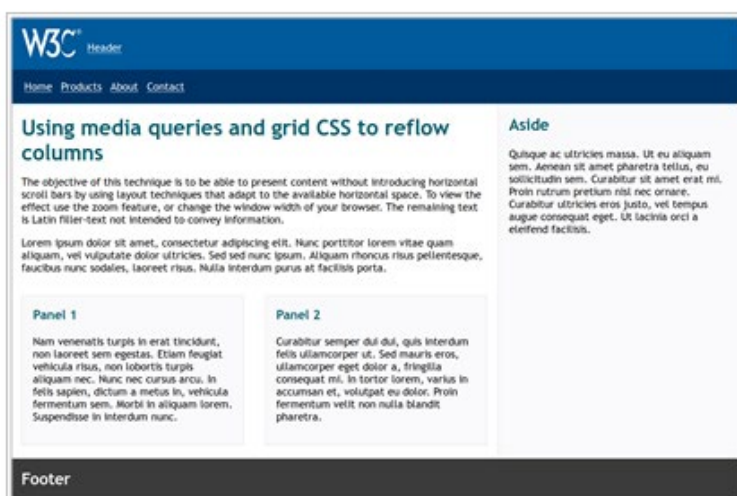 W3C® Header
Home Products About Contact
Using media queries and grid CSS to reflow
columns
The objective of this technique is to be able to present content without introducing horizontal
scroll bars by using layout techniques that adapt to the available horizontal space. To view the
effect use the zoom feature, or change the window width of your browser. The remaining text
is Latin filler-text not intended to convey information.
Lorem ipsum dolor sit amet, consectetur adipiscing elit. Nunc porttitor lorem vitae quam
aliquam, vel vulputate dolor ultricies. Sed sed nunc ipsum. Aliquam rhoncus risus pellentesque,
faucibus nunc sodales, laoreet risus. Nulla interdum purus at facilisis porta.
Panel 1
Nam venenatis turpis in erat tincidunt,
non laoreet sem egestas. Etiam feugiat
vehicula risus, non lobortis turpis
aliquam nec. Nunc nec cursus arcu. In
felis sapien, dictum a metus in, vehicula
fermentum sem. Morbi in aliquam lorem.
Suspendisse in interdum nunc.
Panel 2
Curabitur semper dui dui, quis interdum
felis ullamcorper ut. Sed mauris eros,
ullamcorper eget dolor a, fringilla
consequat mi. In tortor lorem, varius in
accumsan et, volutpat eu dolor. Proin
fermentum velit non nulla blandit
pharetra.
Aside
Quisque ac ultricies massa. Ut eu aliquam
sem. Aenean sit amet pharetra tellus, eu
sollicitudin sem. Curabitur sit amet erat mi.
Proin rutrum pretium nisl nec ornare.
Curabitur ultricies eros justo, vel tempus
augue consequat eget. Ut lacinia orci a
eleifend facilisis.
Footer